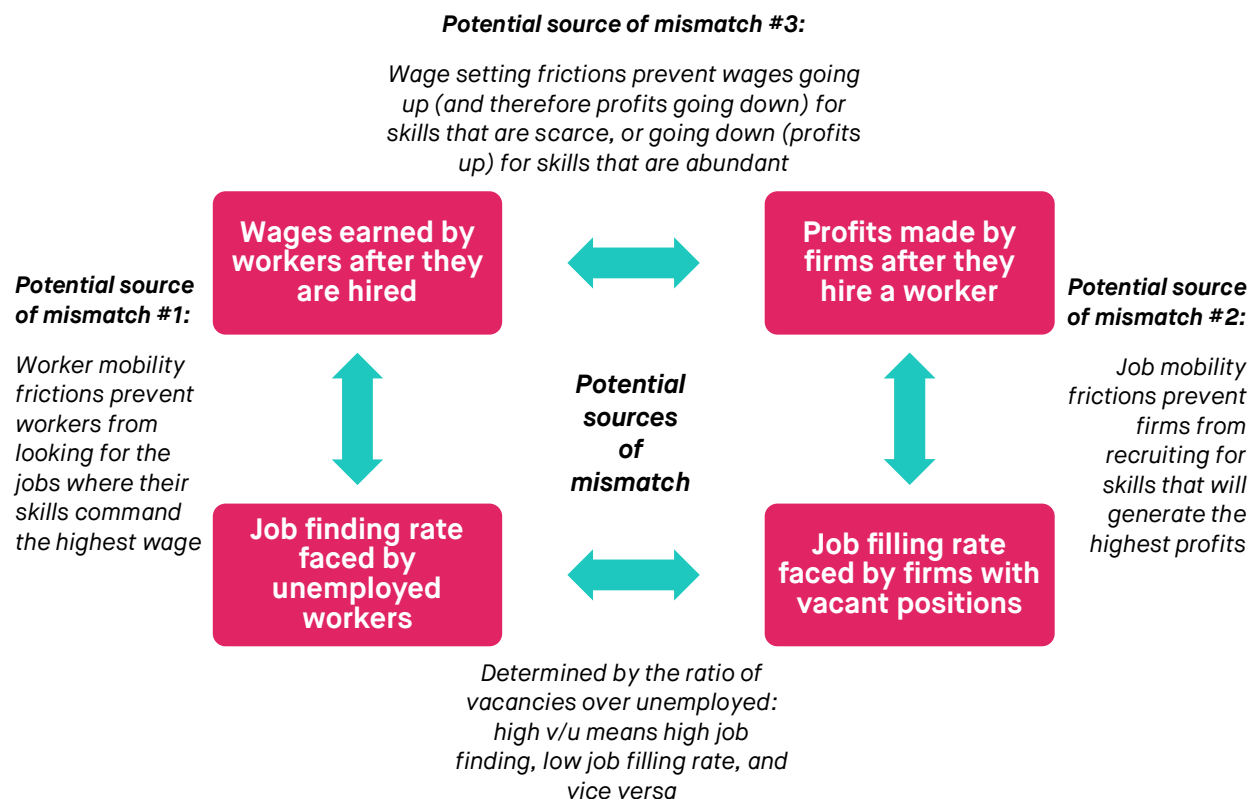 Potential source of mismatch #3:
Wage setting frictions prevent wages going
up (and therefore profits going down) for
skills that are scarce, or going down (profits
up) for skills that are abundant
Wages earned by
workers after they
are hired
Profits made by
firms after they
hire a worker
Potential source
of mismatch #1:
Worker mobility
frictions prevent
workers from
looking for the
jobs where their
skills command
the highest wage
Potential
sources
of
mismatch
Potential source
of mismatch #2:
Job mobility
frictions prevent
firms from
recruiting for
skills that will
generate the
highest profits
Job finding rate
faced by
unemployed
workers
Job filling rate
faced by firms with
vacant positions
Determined by the ratio of
vacancies over unemployed:
high v/u means high job
finding, low job filling rate, and
vice versa